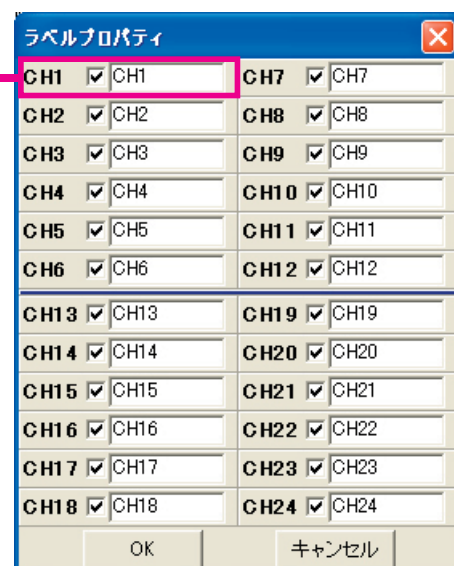 ラベルプロパティ
CH1 CH1 CH7 CH7
CH2 CH2 CH8 CH8
CH3 CH3 CH9 CH9
CH4 CH4 CH10 CH10
CH5 CH5 CH11 CH11
CH6 CH6 CH12 CH12
CH13 CH13 CH19 CH19
CH14 CH14 CH20 CH20
CH15 CH15 CH21 CH21
CH16 CH16 CH22 CH22
CH17 CH17 CH23 CH23
CH18 CH18 CH24 CH24
OK キャンセル